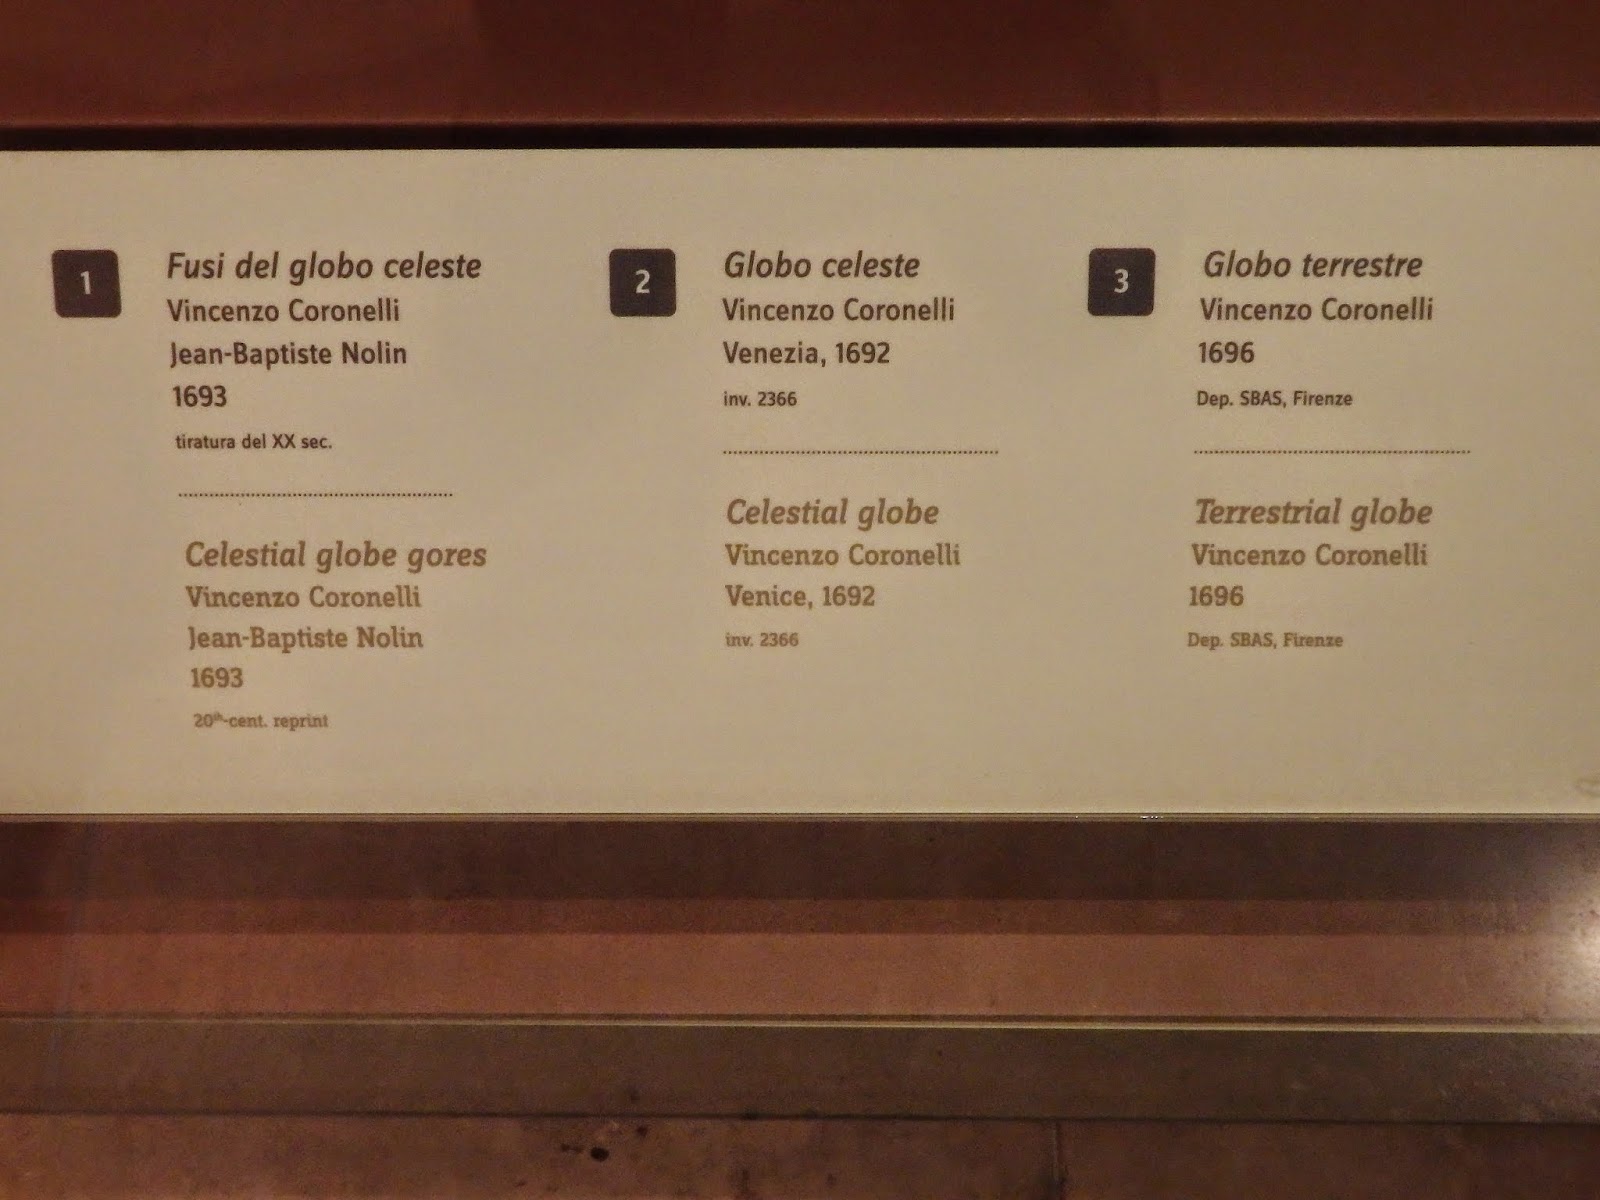 1
Fusi del globo celeste
Vincenzo Coronelli
Jean-Baptiste Nolin
1693
tiratura del XX sec.
Celestial globe gores
Vincenzo Coronelli
Jean-Baptiste Nolin
1693
20th-cent. reprint
2
Globo celeste
Vincenzo Coronelli
Venezia, 1692
inv. 2366
Celestial globe
Vincenzo Coronelli
Venice, 1692
inv. 2366
3
Globo terrestre
Vincenzo Coronelli
1696
Dep. SBAS, Firenze
Terrestrial globe
Vincenzo Coronelli
1696
Dep. SBAS, Firenze